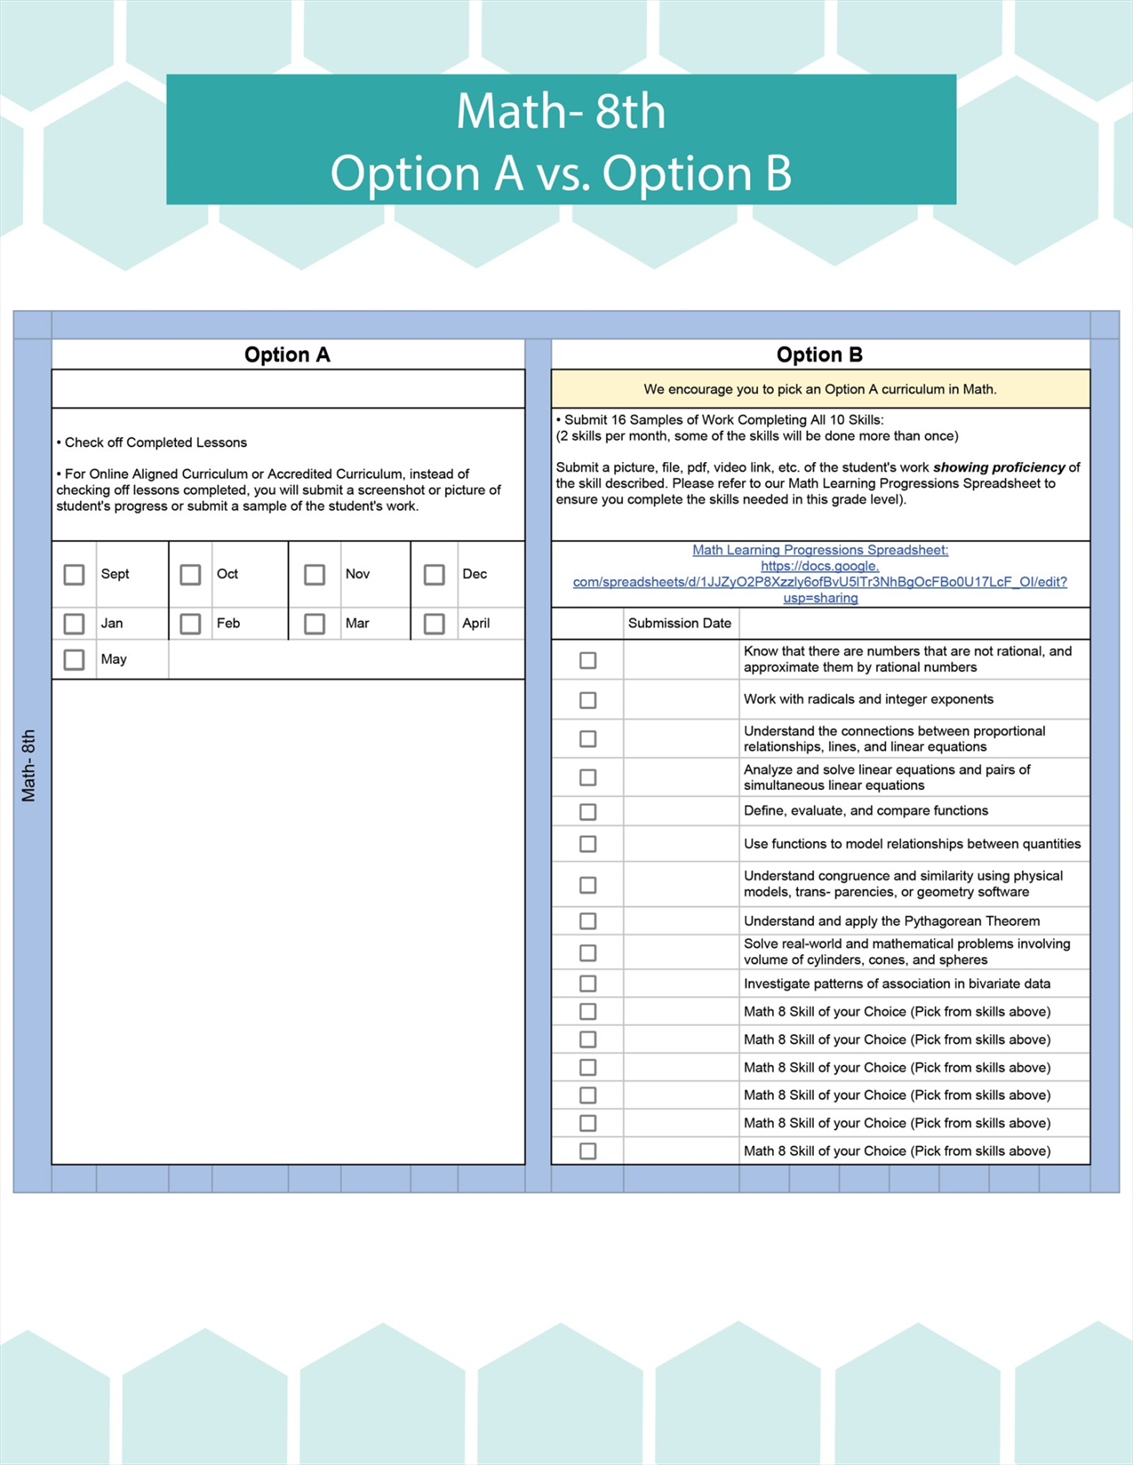 Math- 8th
Option A vs. Option B
Math- 8th
Option A
• Check off Completed Lessons
• For Online Aligned Curriculum or Accredited Curriculum, instead of
checking off lessons completed, you will submit a screenshot or picture of
student's progress or submit a sample of the student's work.
Sept Oct Nov Dec
Jan Feb Mar April
May
Option B
We encourage you to pick an Option A curriculum in Math.
• Submit 16 Samples of Work Completing All 10 Skills:
(2 skills per month, some of the skills will be done more than once)
Submit a picture, file, pdf, video link, etc. of the student's work showing proficiency of
the skill described. Please refer to our Math Learning Progressions Spreadsheet to
ensure you complete the skills needed in this grade level).
Math Learning Progressions Spreadsheet:
https://docs.google.
com/spreadsheets/d/1JJZyO2P8Xzzly6ofBvU5lTr3NhBgOcFBo0U17LcF_OI/edit?
usp=sharing
Submission Date
Know that there are numbers that are not rational, and
approximate them by rational numbers
Work with radicals and integer exponents
Understand the connections between proportional
relationships, lines, and linear equations
Analyze and solve linear equations and pairs of
simultaneous linear equations
Define, evaluate, and compare functions
Use functions to model relationships between quantities
Understand congruence and similarity using physical
models, trans- parencies, or geometry software
Understand and apply the Pythagorean Theorem
Solve real-world and mathematical problems involving
volume of cylinders, cones, and spheres
Investigate patterns of association in bivariate data
Math 8 Skill of your Choice (Pick from skills above)
Math 8 Skill of your Choice (Pick from skills above)
Math 8 Skill of your Choice (Pick from skills above)
Math 8 Skill of your Choice (Pick from skills above)
Math 8 Skill of your Choice (Pick from skills above)
Math 8 Skill of your Choice (Pick from skills above)